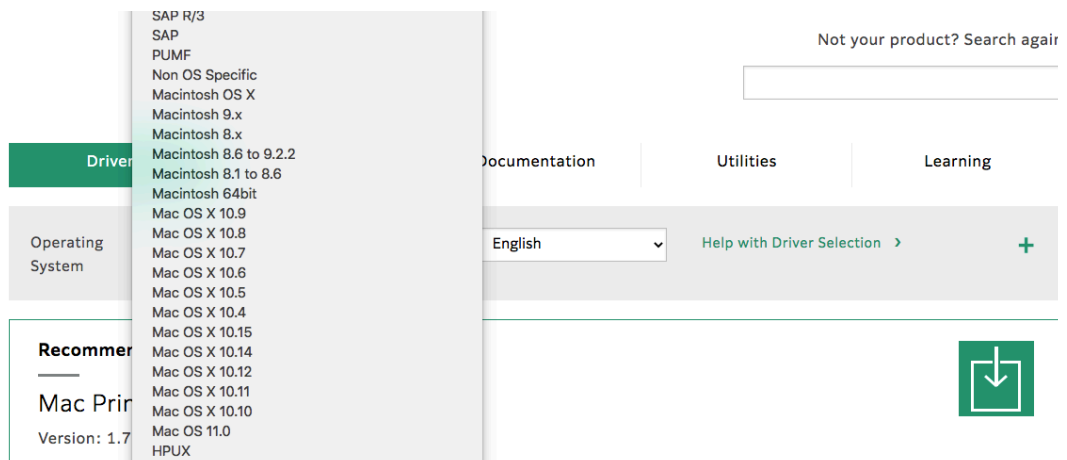 SAP R/3
SAP
PUMF
Non OS Specific
Macintosh OS X
Macintosh 9.x
Macintosh 8.x
Macintosh 8.6 to 9.2.2
Macintosh 8.1 to 8.6
Macintosh 64bit
Mac OS X 10.9
Mac OS X 10.8
Mac OS X 10.7
Mac OS X 10.6
Mac OS X 10.5
Mac OS X 10.4
Mac OS X 10.15
Mac OS X 10.14
Mac OS X 10.12
Mac OS X 10.11
Mac OS X 10.10
Mac OS 11.0
HPUX
Not your product? Search again
Driver
Documentation
Utilities
Learning
Operating
System
English
Help with Driver Selection
Recommen
Mac Prin
Version: 1.7